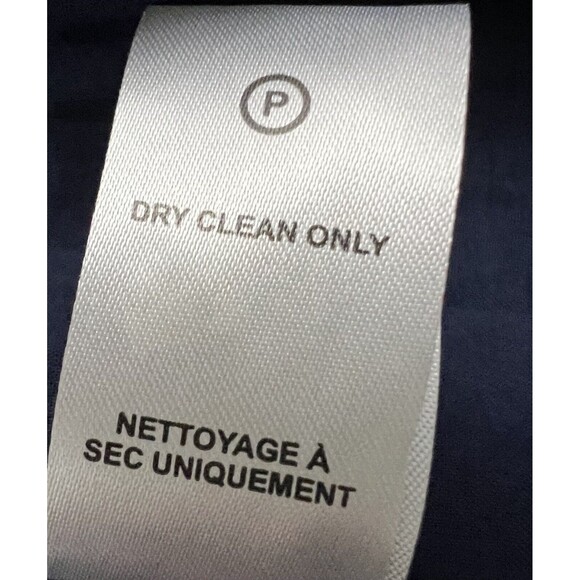 P
DRY CLEAN ONLY
NETTOYAGE À
SEC UNIQUEMENT